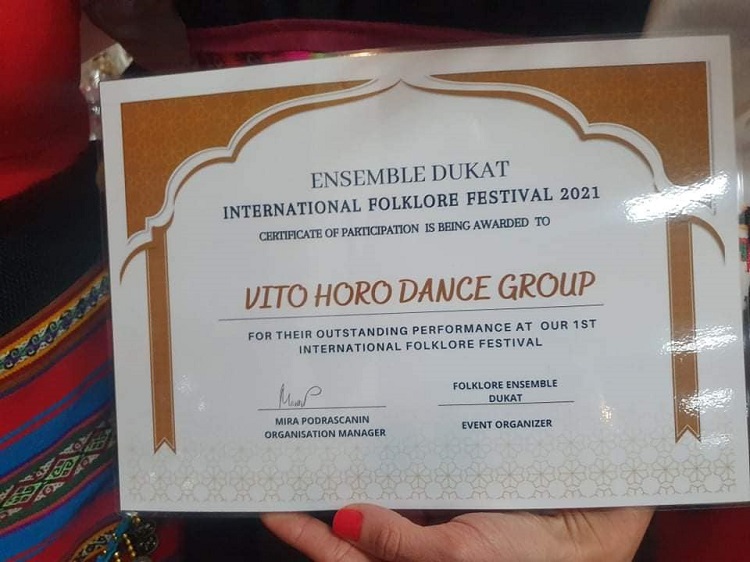 ENSEMBLE DUKAT
INTERNATIONAL FOLKLORE FESTIVAL 2021
CERTIFICATE OF PARTICIPATION IS BEING AWARDED TO
VITO HORO DANCE GROUP
FOR THEIR OUTSTANDING PERFORMANCE AT OUR 1ST
INTERNATIONAL FOLKLORE FESTIVAL
MIRA PODRASCANIN
ORGANISATION MANAGER
FOLKLORE ENSEMBLE
DUKAT
EVENT ORGANIZER